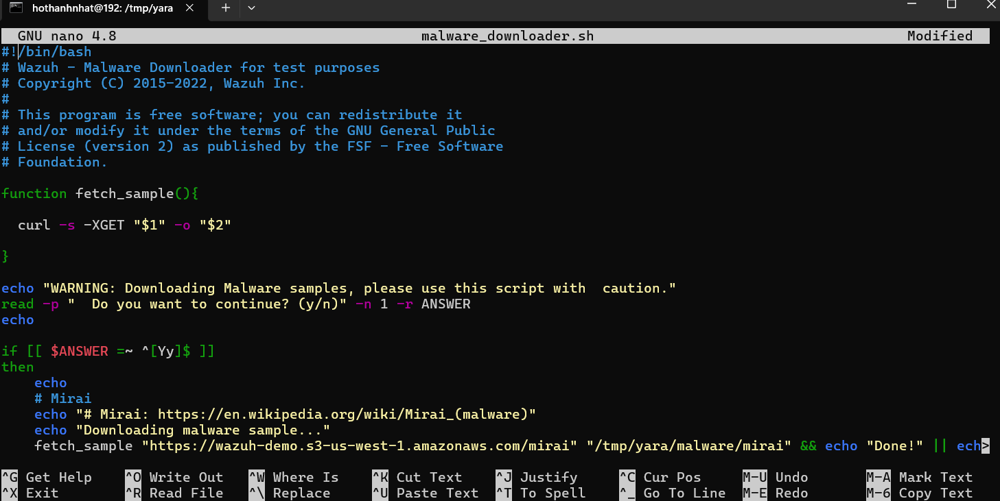 hothanhnhat@192: /tmp/yara
GNU nano 4.8 malware_downloader.sh Modified
#!/bin/bash
# Wazuh - Malware Downloader for test purposes
# Copyright (C) 2015-2022, Wazuh Inc.
#
# This program is free software; you can redistribute it
# and/or modify it under the terms of the GNU General Public
# License (version 2) as published by the FSF - Free Software
# Foundation.
function fetch_sample(){
  curl -s -XGET "$1" -o "$2"
}
echo "WARNING: Downloading Malware samples, please use this script with  caution."
read -p "  Do you want to continue? (y/n)" -n 1 -r ANSWER
echo
if [[ $ANSWER =~ ^[Yy]$ ]]
then
    echo
    # Mirai
    echo "# Mirai: https://en.wikipedia.org/wiki/Mirai_(malware)"
    echo "Downloading malware sample..."
    fetch_sample "https://wazuh-demo.s3-us-west-1.amazonaws.com/mirai" "/tmp/yara/malware/mirai" && echo "Done!" || ech>
^G Get Help ^O Write Out ^W Where Is ^K Cut Text ^J Justify ^C Cur Pos M-U Undo M-A Mark Text
^X Exit ^R Read File ^\ Replace ^U Paste Text ^T To Spell ^_ Go To Line M-E Redo M-6 Copy Text